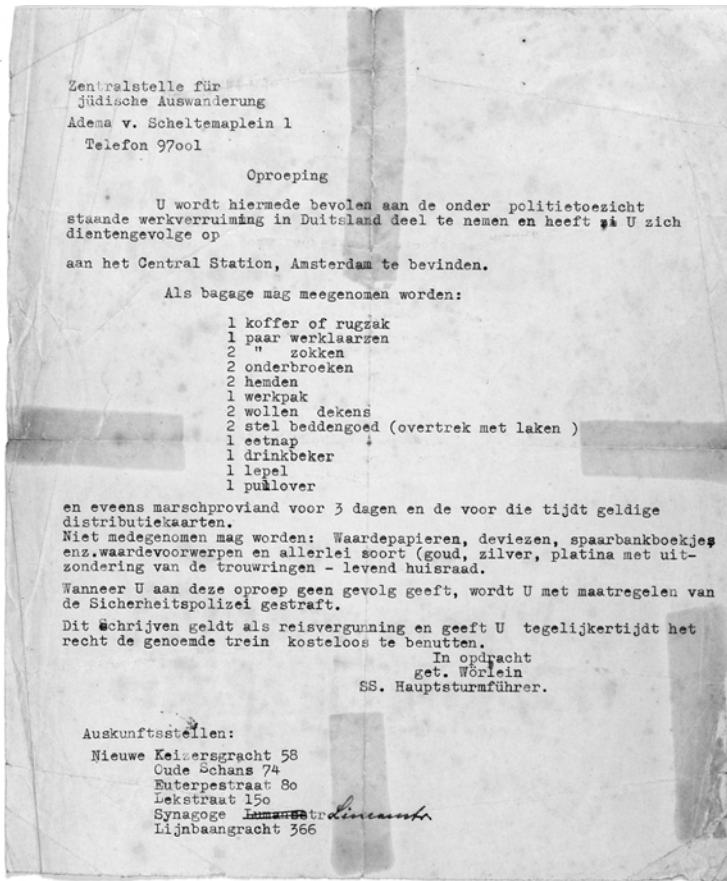 Zentralstelle für
jüdische Auswanderung
Adema v. Scheltemaplein 1
Telefon 97001
Oproeping
U wordt hiermede bevolen aan de onder politietoezicht
staande werkverruiming in Duitsland deel te nemen en heeft U zich
dientengevolge op
aan het Central Station, Amsterdam te bevinden.
Als bagage mag meegenomen worden:
1 koffer of rugzak
1 paar werklaarzen
2 " zokken
2 onderbroeken
2 hemden
1 werkpak
2 wollen dekens
2 stel beddengoed (overtrek met laken )
1 eetnap
1 drinkbeker
1 lepel
1 pullover
en eveens marschproviand voor 3 dagen en de voor die tijdt geldige
distributiekaarten.
Niet medegenomen mag worden: Waardepapieren, deviezen, spaarbankboekjes
enz.waardevoorwerpen en allerlei soort (goud, zilver, platina met uit-
zondering van de trouwringen - levend huisraad.
Wanneer U aan deze oproep geen gevolg geeft, wordt U met maatregelen van
de Sicherheitspolizei gestraft.
Dit Schrijven geldt als reisvergunning en geeft U tegelijkertijdt het
recht de genoemde trein kosteloos te benutten.
In opdracht
get. Wörlein
SS. Hauptsturmführer.
Auskunftsstellen:
Nieuwe Keizersgracht 58
Oude Schans 74
Euterpestraat 80
Lekstraat 150
Synagoge
Lijnbaangracht 366